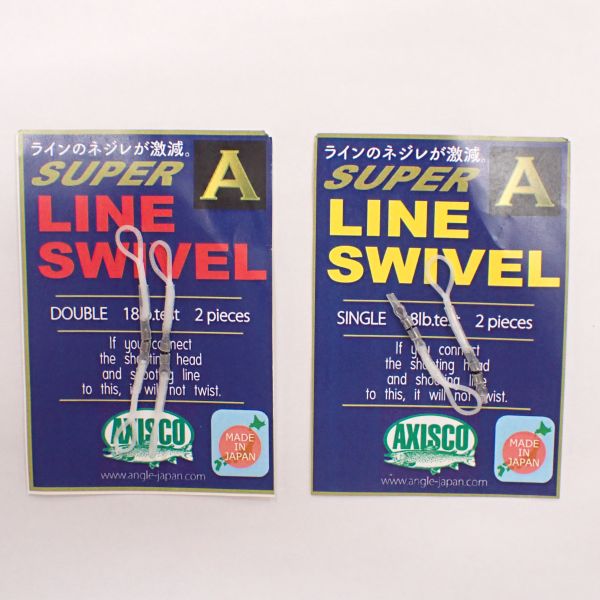 ラインのネジレが激減。
SUPER A
LINE
SWIVEL
DOUBLE 18lb.test 2 pieces
If you connect
the shooting head
and shooting line
to this, it will not twist.
AXISCO
MADE
IN
JAPAN
www.angle-japan.com
ラインのネジレが激減。
SUPER A
LINE
SWIVEL
SINGLE 18lb.test 2 pieces
If you connect
the shooting head
and shooting line
to this, it will not twist.
AXISCO
MADE
IN
JAPAN
www.angle-japan.com